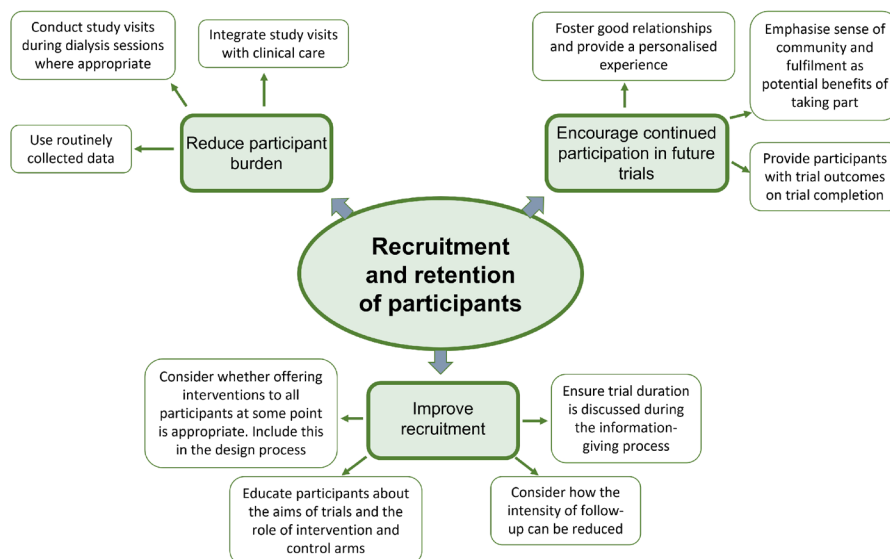 Conduct study visits
during dialysis sessions
where appropriate
Integrate study visits
with clinical care
Use routinely
collected data
Reduce participant
burden
Foster good relationships
and provide a personalised
experience
Emphasise sense of
community and
fulfilment as
potential benefits of
taking part
Encourage continued
participation in future
trials
Provide participants
with trial outcomes
on trial completion
Recruitment
and retention
of participants
Consider whether offering
interventions to all
participants at some point
is appropriate. Include this
in the design process
Improve
recruitment
Ensure trial duration
is discussed during
the information-
giving process
Educate participants about
the aims of trials and the
role of intervention and
control arms
Consider how the
intensity of follow-
up can be reduced